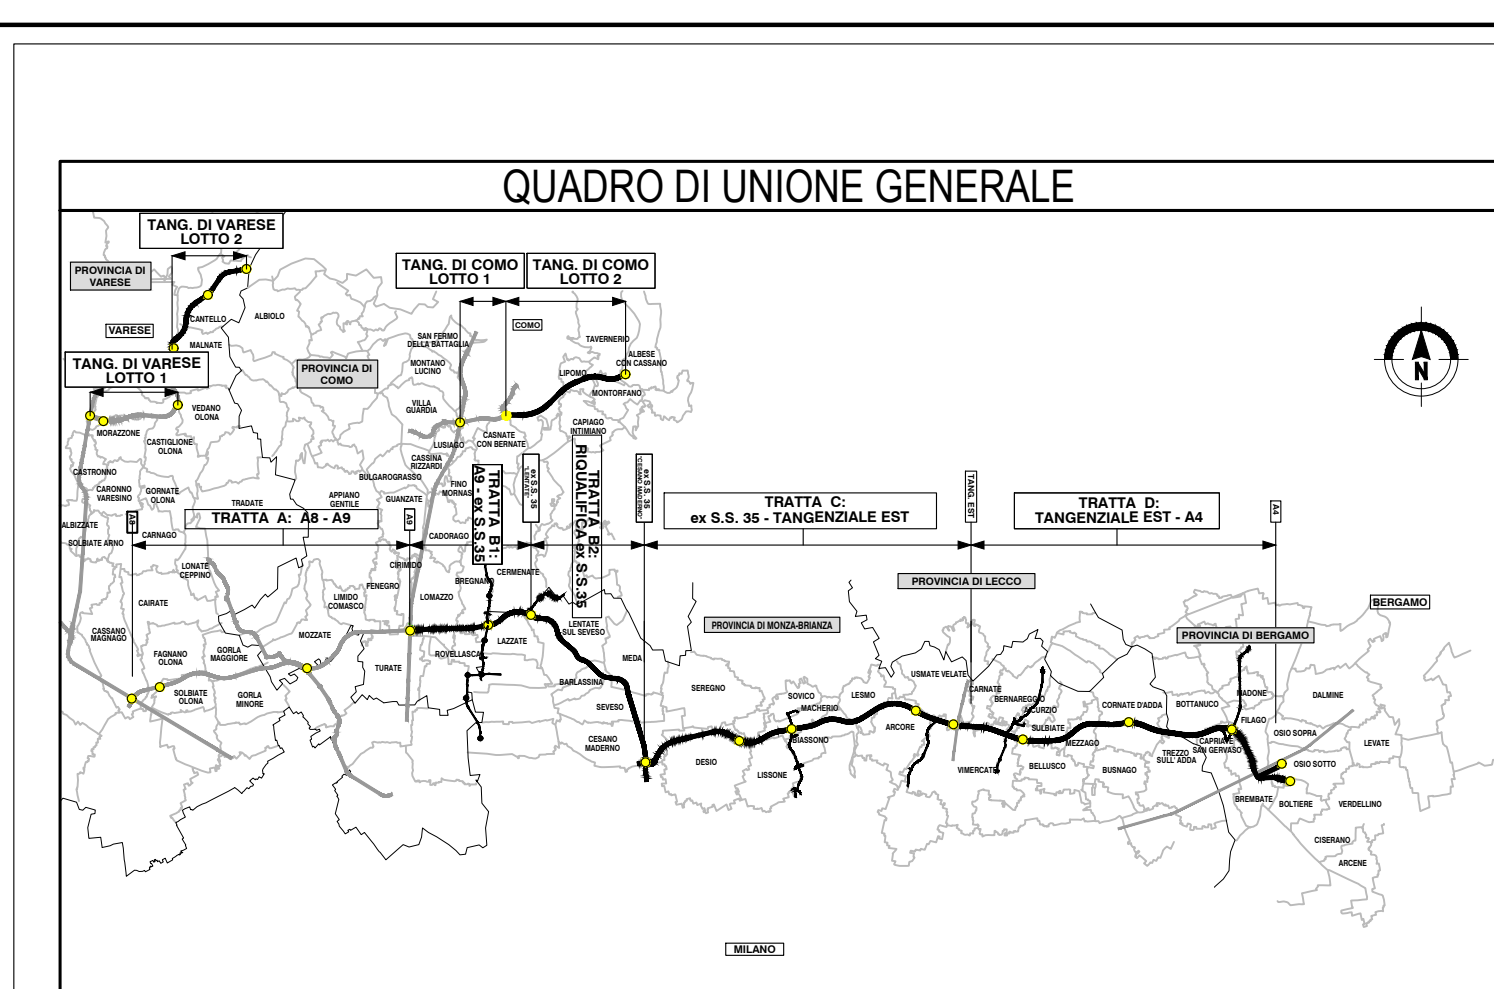 QUADRO DI UNIONE GENERALE
TANG. DI VARESE
LOTTO 2
PROVINCIA DI
VARESE
CANTELLO
ALBIOLO
VARESE
MALNATE
TANG. DI VARESE
LOTTO 1
VEDANO
OLONA
MORAZZONE
CASTIGLIONE
OLONA
CASTRONNO
CARONNO
VARESINO
GORNATE
OLONA
ALBIZZATE
SOLBIATE ARNO
CARNAGO
TRADATE
TANG. DI COMO
LOTTO 1
TANG. DI COMO
LOTTO 2
COMO
SAN FERMO
DELLA BATTAGLIA
TAVERNERIO
ALBESE
CON CASSANO
MONTANO
LUCINO
LIPOMO
MONTORFANO
PROVINCIA DI
COMO
VILLA
GUARDIA
CAPIAGO
INTIMIANO
LUSIAGO
CASNATE
CON BERNATE
CASSINA
RIZZARDI
BULGAROGRASSO
FINO
MORNAS
APPIANO
GENTILE
GUANZATE
TRATTA A: A8 - A9
A8
A9
TRATTA B1:
A9 - ex S.S.35
ex S.S. 35
"LENTATE"
TRATTA B2:
RIQUALIFICA ex S.S.35
ex S.S. 35
"CESANO MADERNO"
TRATTA C:
ex S.S. 35 - TANGENZIALE EST
TANG. EST
TRATTA D:
TANGENZIALE EST - A4
A4
N
CADORAGO
LONATE
CEPPINO
CIRIMIDO
FENEGRO
BREGNANO
CERMENATE
LIMIDO
COMASCO
LOMAZZO
CAIRATE
CASSANO
MAGNAGO
MOZZATE
LAZZATE
LENTATE
SUL SEVESO
FAGNANO
OLONA
GORLA
MAGGIORE
ROVELLASCA
TURATE
MEDA
SOLBIATE
OLONA
GORLA
MINORE
BARLASSINA
SEVESO
CESANO
MADERNO
PROVINCIA DI LECCO
PROVINCIA DI MONZA-BRIANZA
BERGAMO
PROVINCIA DI BERGAMO
SEREGNO
SOVICO
MACHERIO
LESMO
BIASSONO
DESIO
LISSONE
ARCORE
USMATE VELATE
CARNATE
BERNAREGGIO
AICURZIO
SULBIATE
MEZZAGO
VIMERCATE
BELLUSCO
BUSNAGO
CORNATE D'ADDA
BOTTANUCO
MADONE
FILAGO
DALMINE
TREZZO
SULL' ADDA
CAPRIATE
SAN GERVASO
OSIO SOPRA
LEVATE
OSIO SOTTO
BREMBATE
BOLTIERE
VERDELLINO
CISERANO
ARCENE
MILANO